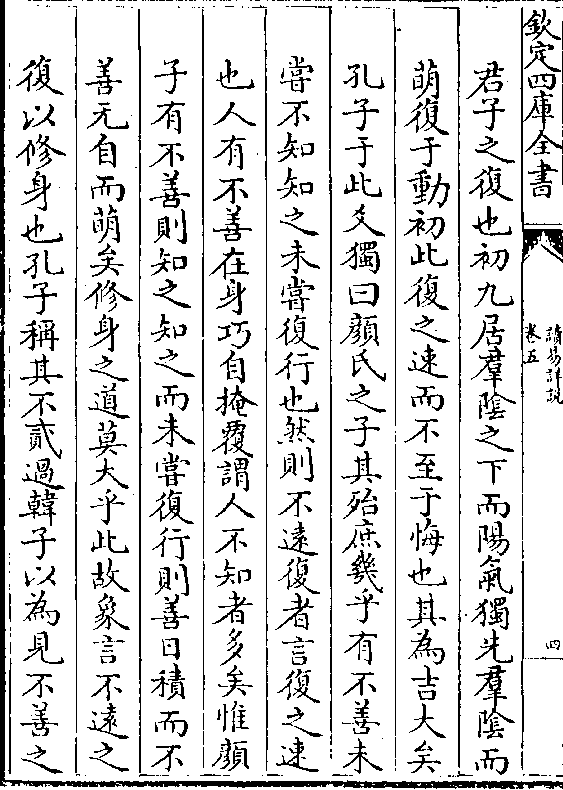 欽定四庫全書
讀易詳說
卷五
四
君子之復也初九居羣陰之下而陽氣獨先羣陰而
萌復于動初此復之速而不至于悔也其為吉大矣
孔子于此爻獨曰顔氏之子其殆庶幾乎有不善未
嘗不知知之未嘗復行也然則不遠復者言復之速
也人有不善在身巧自掩覆謂人不知者多矣惟顔
子有不善則知之知之而未嘗復行則善日積而不
善无自而萌矣修身之道莫大乎此故象言不遠之
復以修身也孔子稱其不貳過韓子以為見不善之